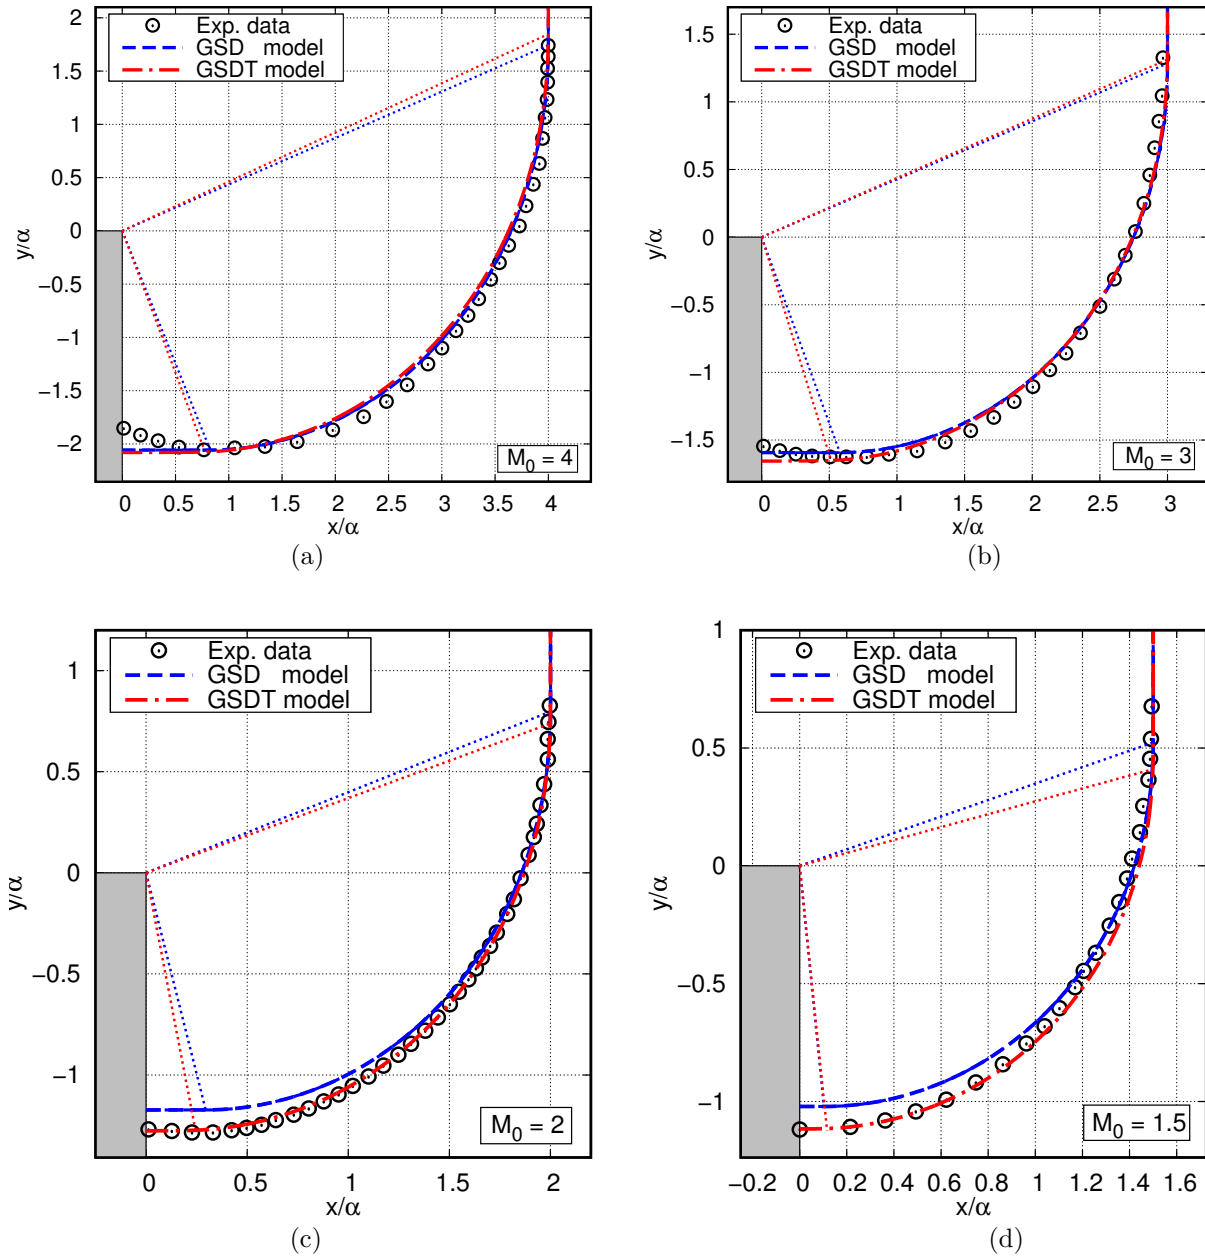 2
1.5
1
0.5
0
−0.5
−1
−1.5
−2
y/α
Exp. data
GSD model
GSDT model
M_0 = 4
0 0.5 1 1.5 2 2.5 3 3.5 4
x/α
(a)
1.5
1
0.5
0
−0.5
−1
−1.5
y/α
Exp. data
GSD model
GSDT model
M_0 = 3
0 0.5 1 1.5 2 2.5 3
x/α
(b)
1
0.5
0
−0.5
−1
y/α
Exp. data
GSD model
GSDT model
M_0 = 2
0 0.5 1 1.5 2
x/α
(c)
1
0.5
0
−0.5
−1
y/α
Exp. data
GSD model
GSDT model
M_0 = 1.5
−0.2 0 0.2 0.4 0.6 0.8 1 1.2 1.4 1.6
x/α
(d)